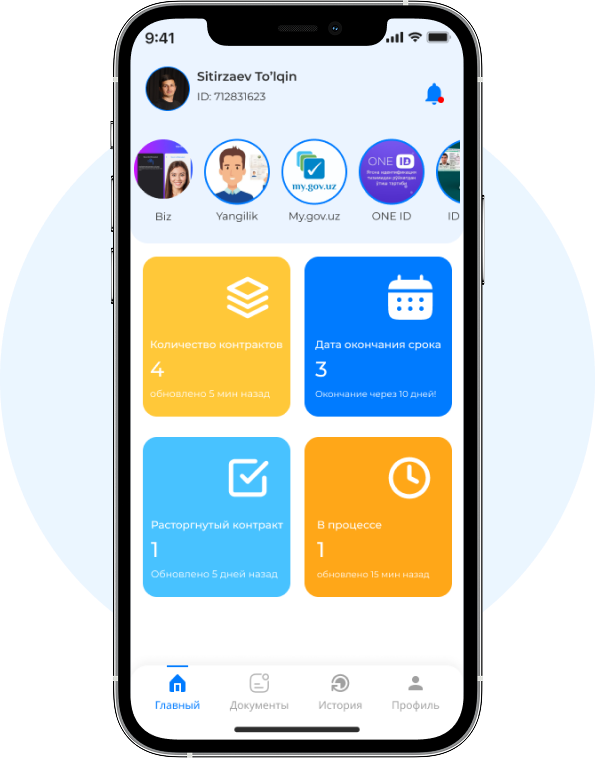 9:41
Sitirzaev To'lqin
ID: 712831623
my.gov.uz
ONE ID
Biz
Yangilik
My.gov.uz
ONE ID
ID
Количество контрактов
4
обновлено 5 мин назад
Дата окончания срока
3
Окончание через 10 дней!
Расторгнутый контракт
1
Обновлено 5 дней назад
В процессе
1
обновлено 15 мин назад
Главный
Документы
История
Профиль